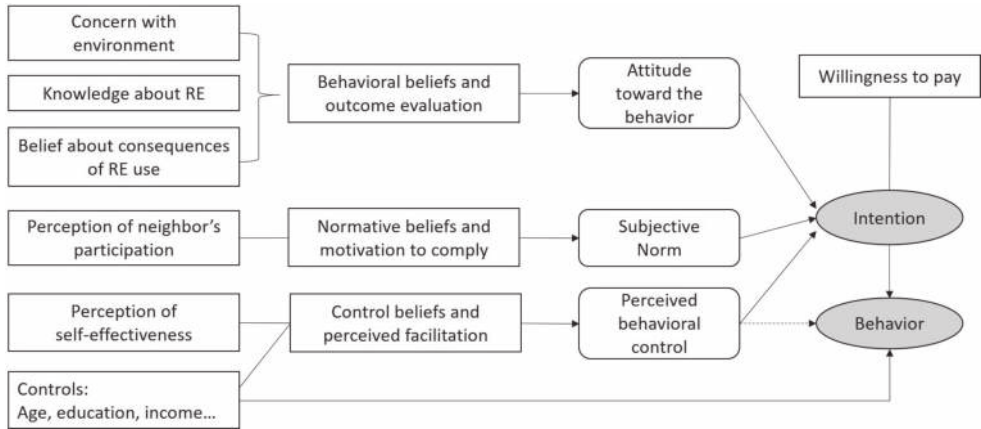 Concern with
environment
Knowledge about RE
Belief about consequences
of RE use
Behavioral beliefs and
outcome evaluation
Attitude
toward the
behavior
Willingness to pay
Perception of neighbor's
participation
Normative beliefs and
motivation to comply
Subjective
Norm
Intention
Perception of
self-effectiveness
Control beliefs and
perceived facilitation
Perceived
behavioral
control
Behavior
Controls:
Age, education, income...